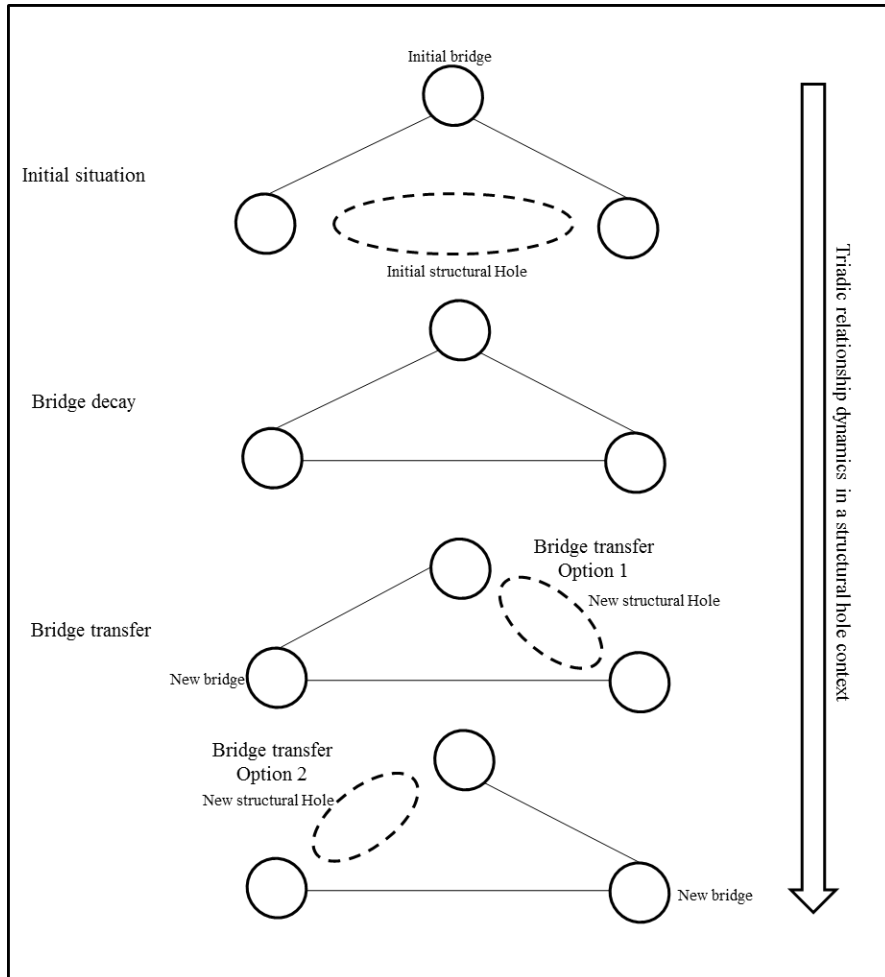 Initial bridge
Initial situation
Initial structural Hole
Bridge decay
Bridge transfer
Option 1
New structural Hole
Bridge transfer
New bridge
Bridge transfer
Option 2
New structural Hole
New bridge
Triadic relationship dynamics in a structural hole context